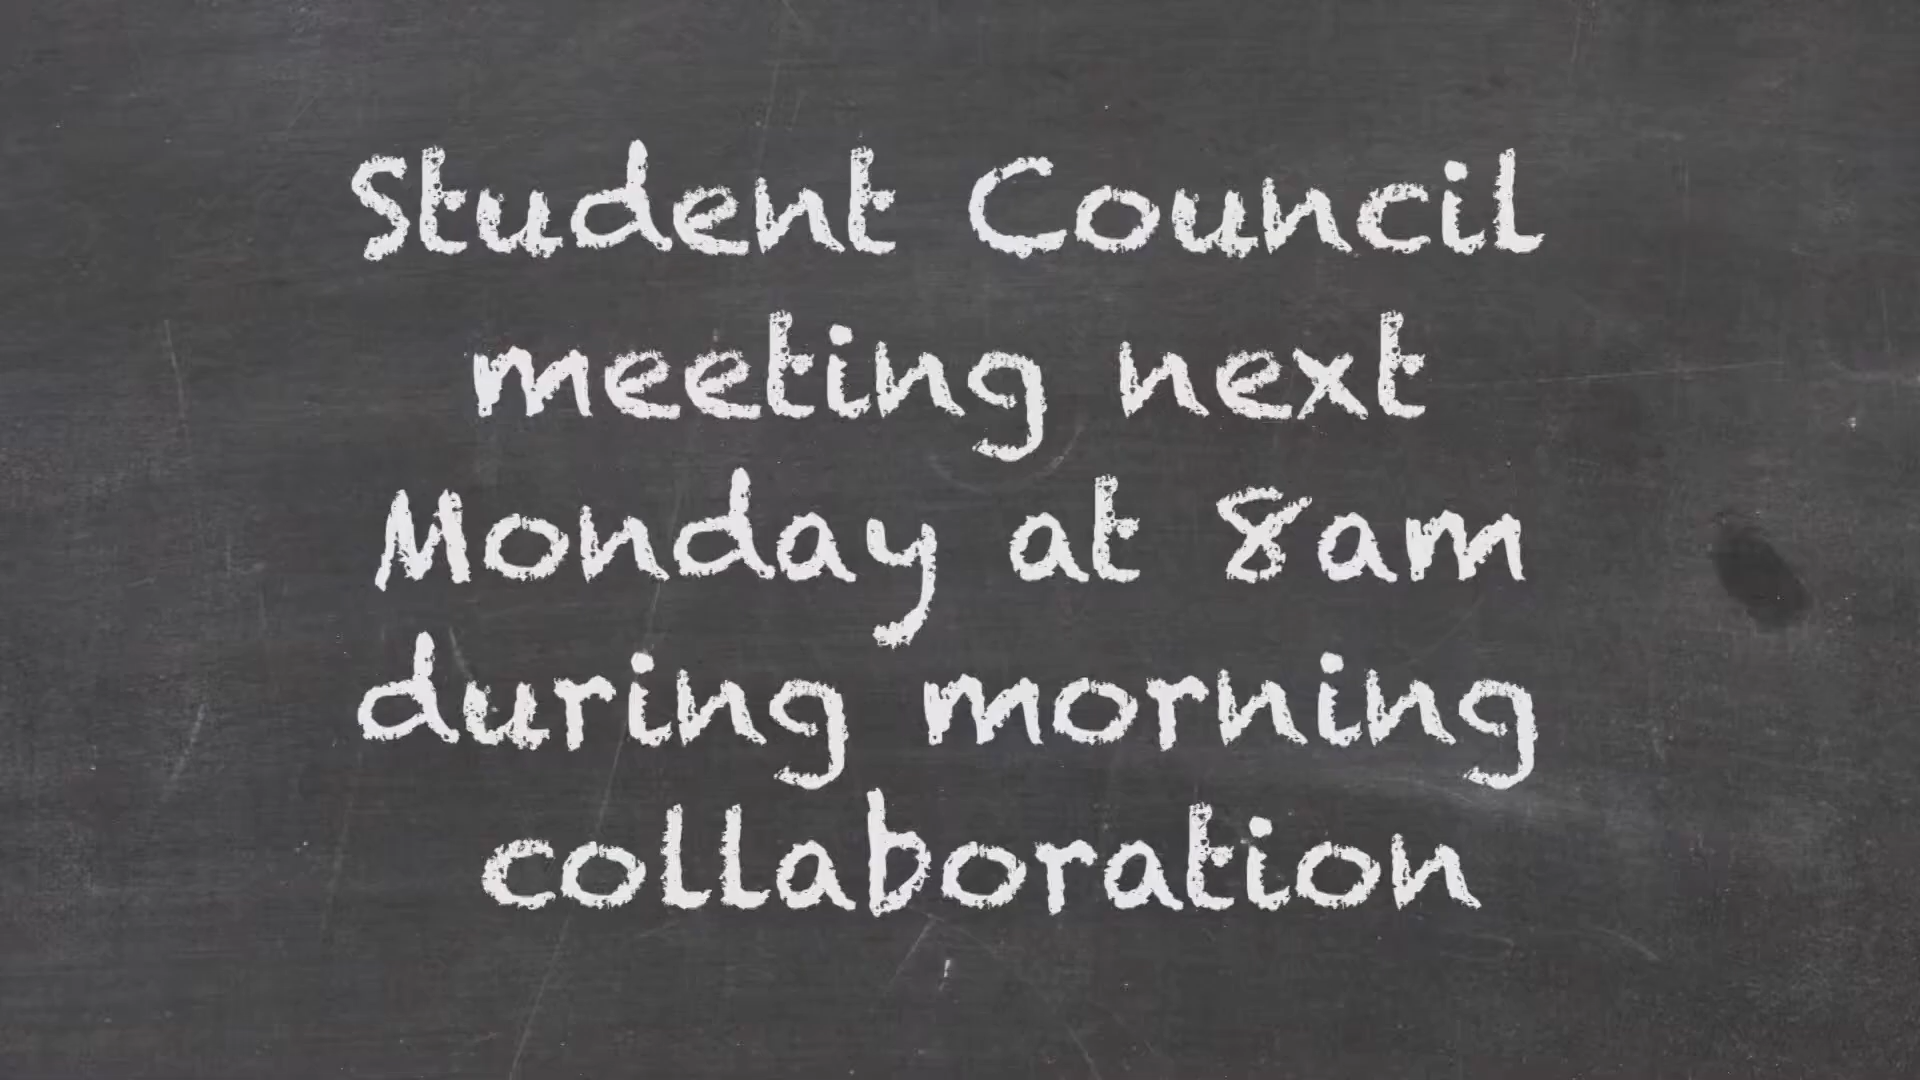 Student Council
meeting next
Monday at 8am
during morning
collaboration